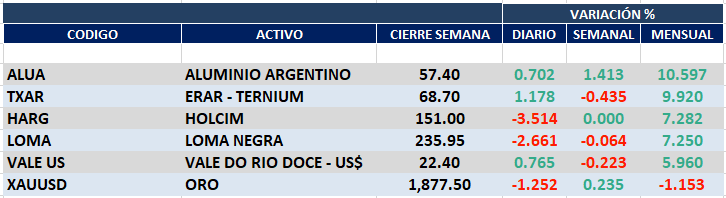 VARIACIÓN %
CODIGO ACTIVO CIERRE SEMANA DIARIO SEMANAL MENSUAL
ALUA ALUMINIO ARGENTINO 57.40 0.702 1.413 10.597
TXAR ERAR - TERNIUM 68.70 1.178 -0.435 9.920
HARG HOLCIM 151.00 -3.514 0.000 7.282
LOMA LOMA NEGRA 235.95 -2.661 -0.064 7.250
VALE US VALE DO RIO DOCE - US$ 22.40 0.765 -0.223 5.960
XAUUSD ORO 1,877.50 -1.252 0.235 -1.153